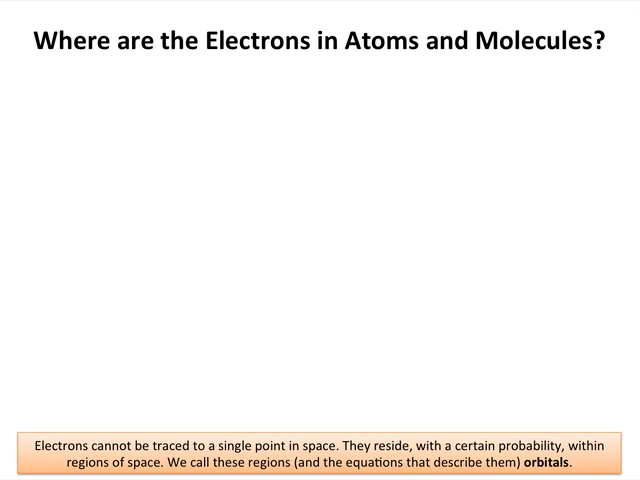 Where are the Electrons in Atoms and Molecules?
Electrons cannot be traced to a single point in space. They reside, with a certain probability, within
regions of space. We call these regions (and the equations that describe them) orbitals.